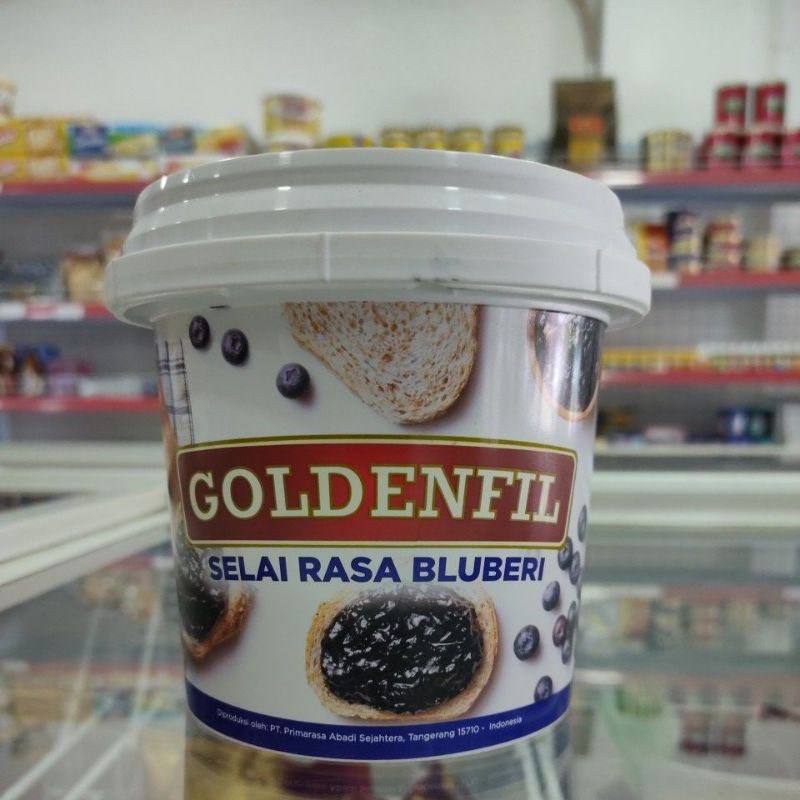 GOLDENFIL
SELAI RASA BLUBERI
Diproduksi oleh: PT. Primarasa Abadi Sejahtera, Tangerang 15710 - Indonesia